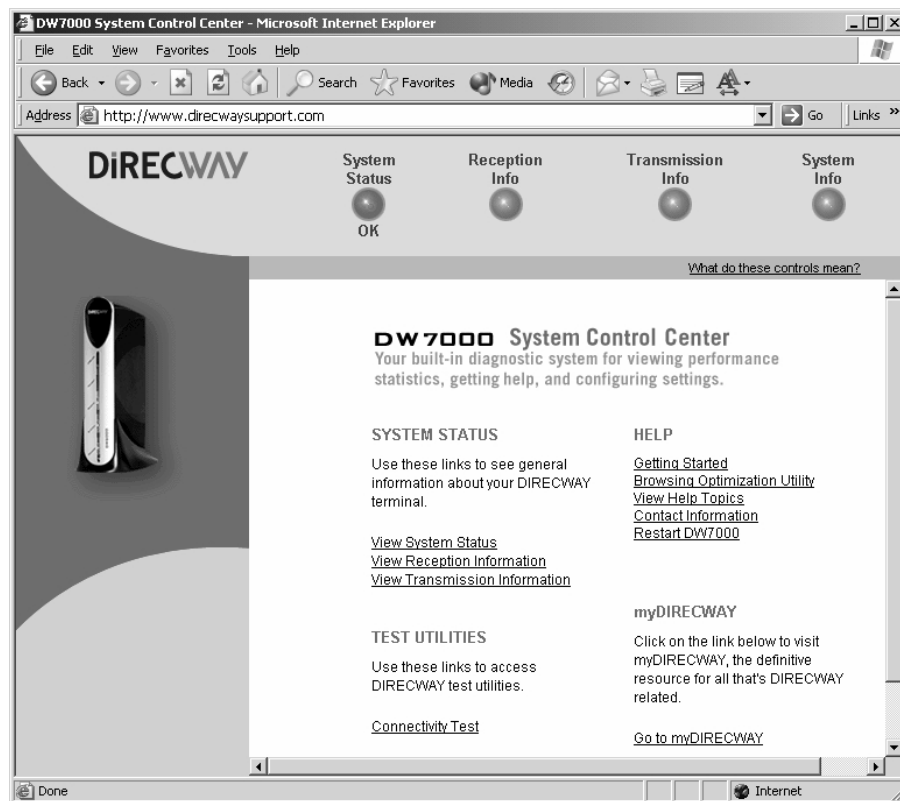 DW7000 System Control Center - Microsoft Internet Explorer
File Edit View Favorites Tools Help
Back Search Favorites Media
Address http://www.direcwaysupport.com Go Links »
DiRECWAY
System Status
Reception Info
Transmission Info
System Info
OK
What do these controls mean?
DW7000 System Control Center
Your built-in diagnostic system for viewing performance
statistics, getting help, and configuring settings.
SYSTEM STATUS
Use these links to see general
information about your DIRECWAY
terminal.
View System Status
View Reception Information
View Transmission Information
TEST UTILITIES
Use these links to access
DIRECWAY test utilities.
Connectivity Test
HELP
Getting Started
Browsing Optimization Utility
View Help Topics
Contact Information
Restart DW7000
myDIRECWAY
Click on the link below to visit
myDIRECWAY, the definitive
resource for all that's DIRECWAY
related.
Go to myDIRECWAY
Done Internet